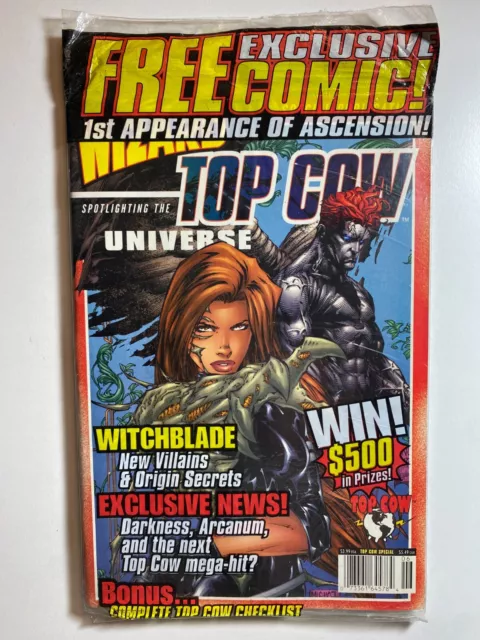 FREE EXCLUSIVE COMIC!
1st APPEARANCE OF ASCENSION!
WIZARD
SPOTLIGHTING THE TOP COW
UNIVERSE
WITCHBLADE
New Villains
& Origin Secrets
EXCLUSIVE NEWS!
Darkness, Arcanum,
and the next
Top Cow mega-hit?
Bonus...
COMPLETE TOP COW CHECKLIST
WIN!
$500
in Prizes!
TOP COW
TOP COW SPECIAL